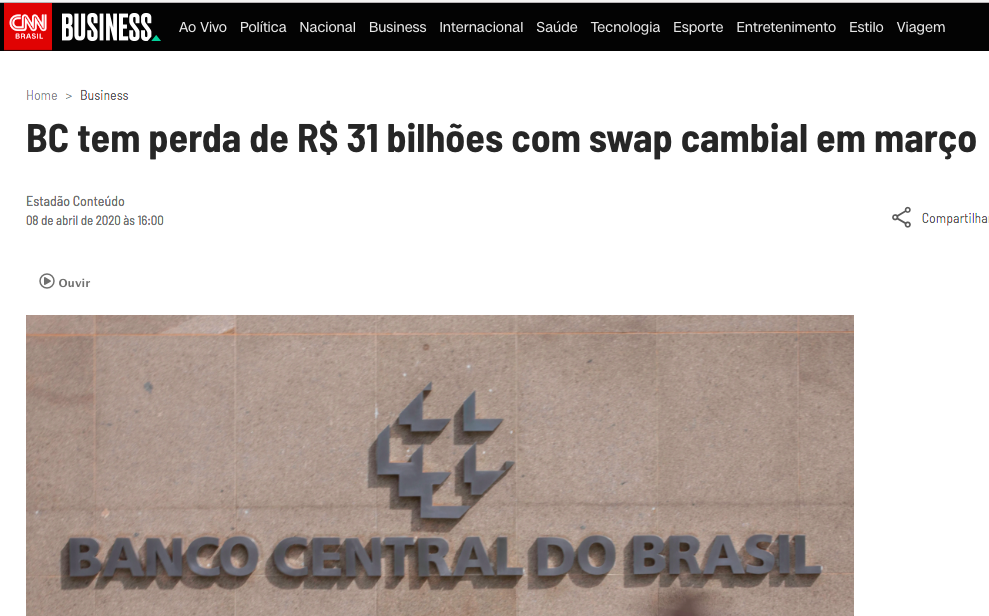 CNN BRASIL BUSINESS Ao Vivo Política Nacional Business Internacional Saúde Tecnologia Esporte Entretenimento Estilo Viagem
Home > Business
BC tem perda de R$ 31 bilhões com swap cambial em março
Estadão Conteúdo
08 de abril de 2020 às 16:00
Compartilha
Ouvir
BANCO CENTRAL DO BRASIL